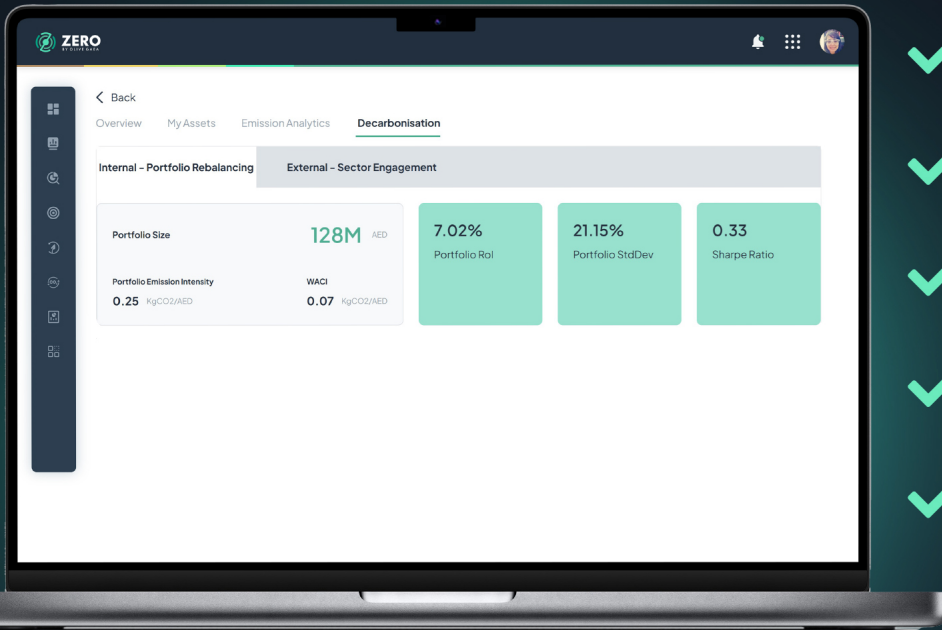 ZERO
BY OLIVE GAEA
Back
Overview My Assets Emission Analytics Decarbonisation
Internal - Portfolio Rebalancing External - Sector Engagement
Portfolio Size 128M AED
Portfolio Emission Intensity WACI
0.25 KgCO2/AED 0.07 KgCO2/AED
7.02%
Portfolio RoI
21.15%
Portfolio StdDev
0.33
Sharpe Ratio